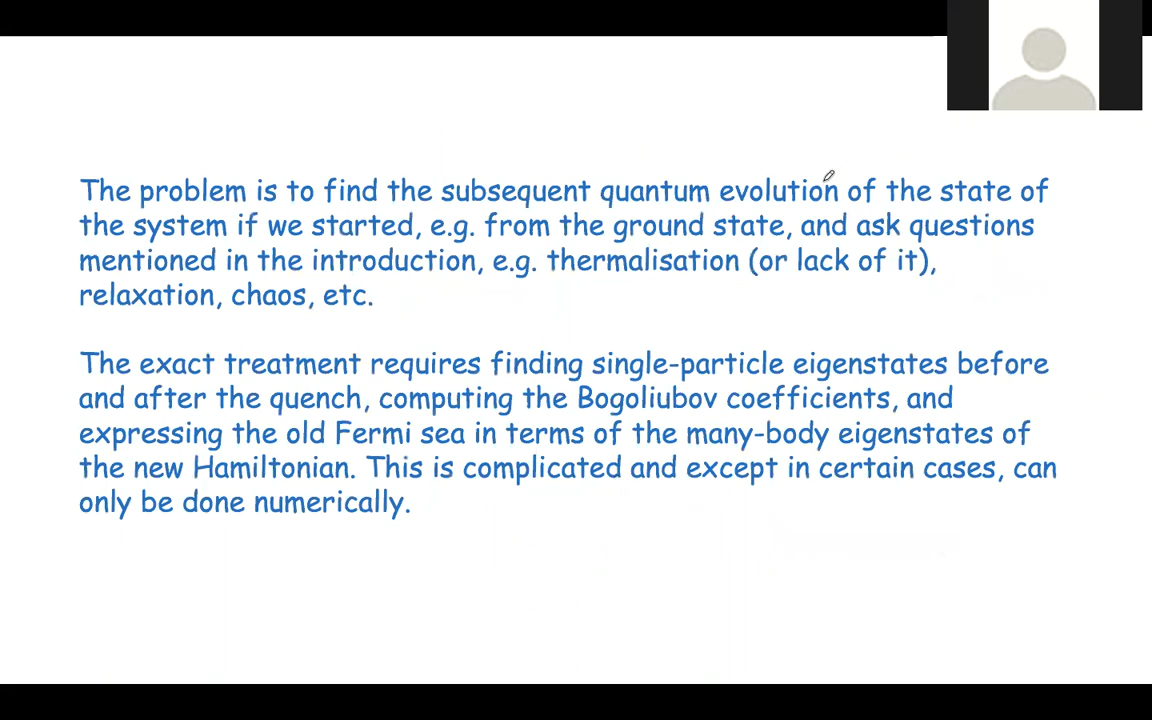 The problem is to find the subsequent quantum evolution of the state of
the system if we started, e.g. from the ground state, and ask questions
mentioned in the introduction, e.g. thermalisation (or lack of it),
relaxation, chaos, etc.
The exact treatment requires finding single-particle eigenstates before
and after the quench, computing the Bogoliubov coefficients, and
expressing the old Fermi sea in terms of the many-body eigenstates of
the new Hamiltonian. This is complicated and except in certain cases, can
only be done numerically.